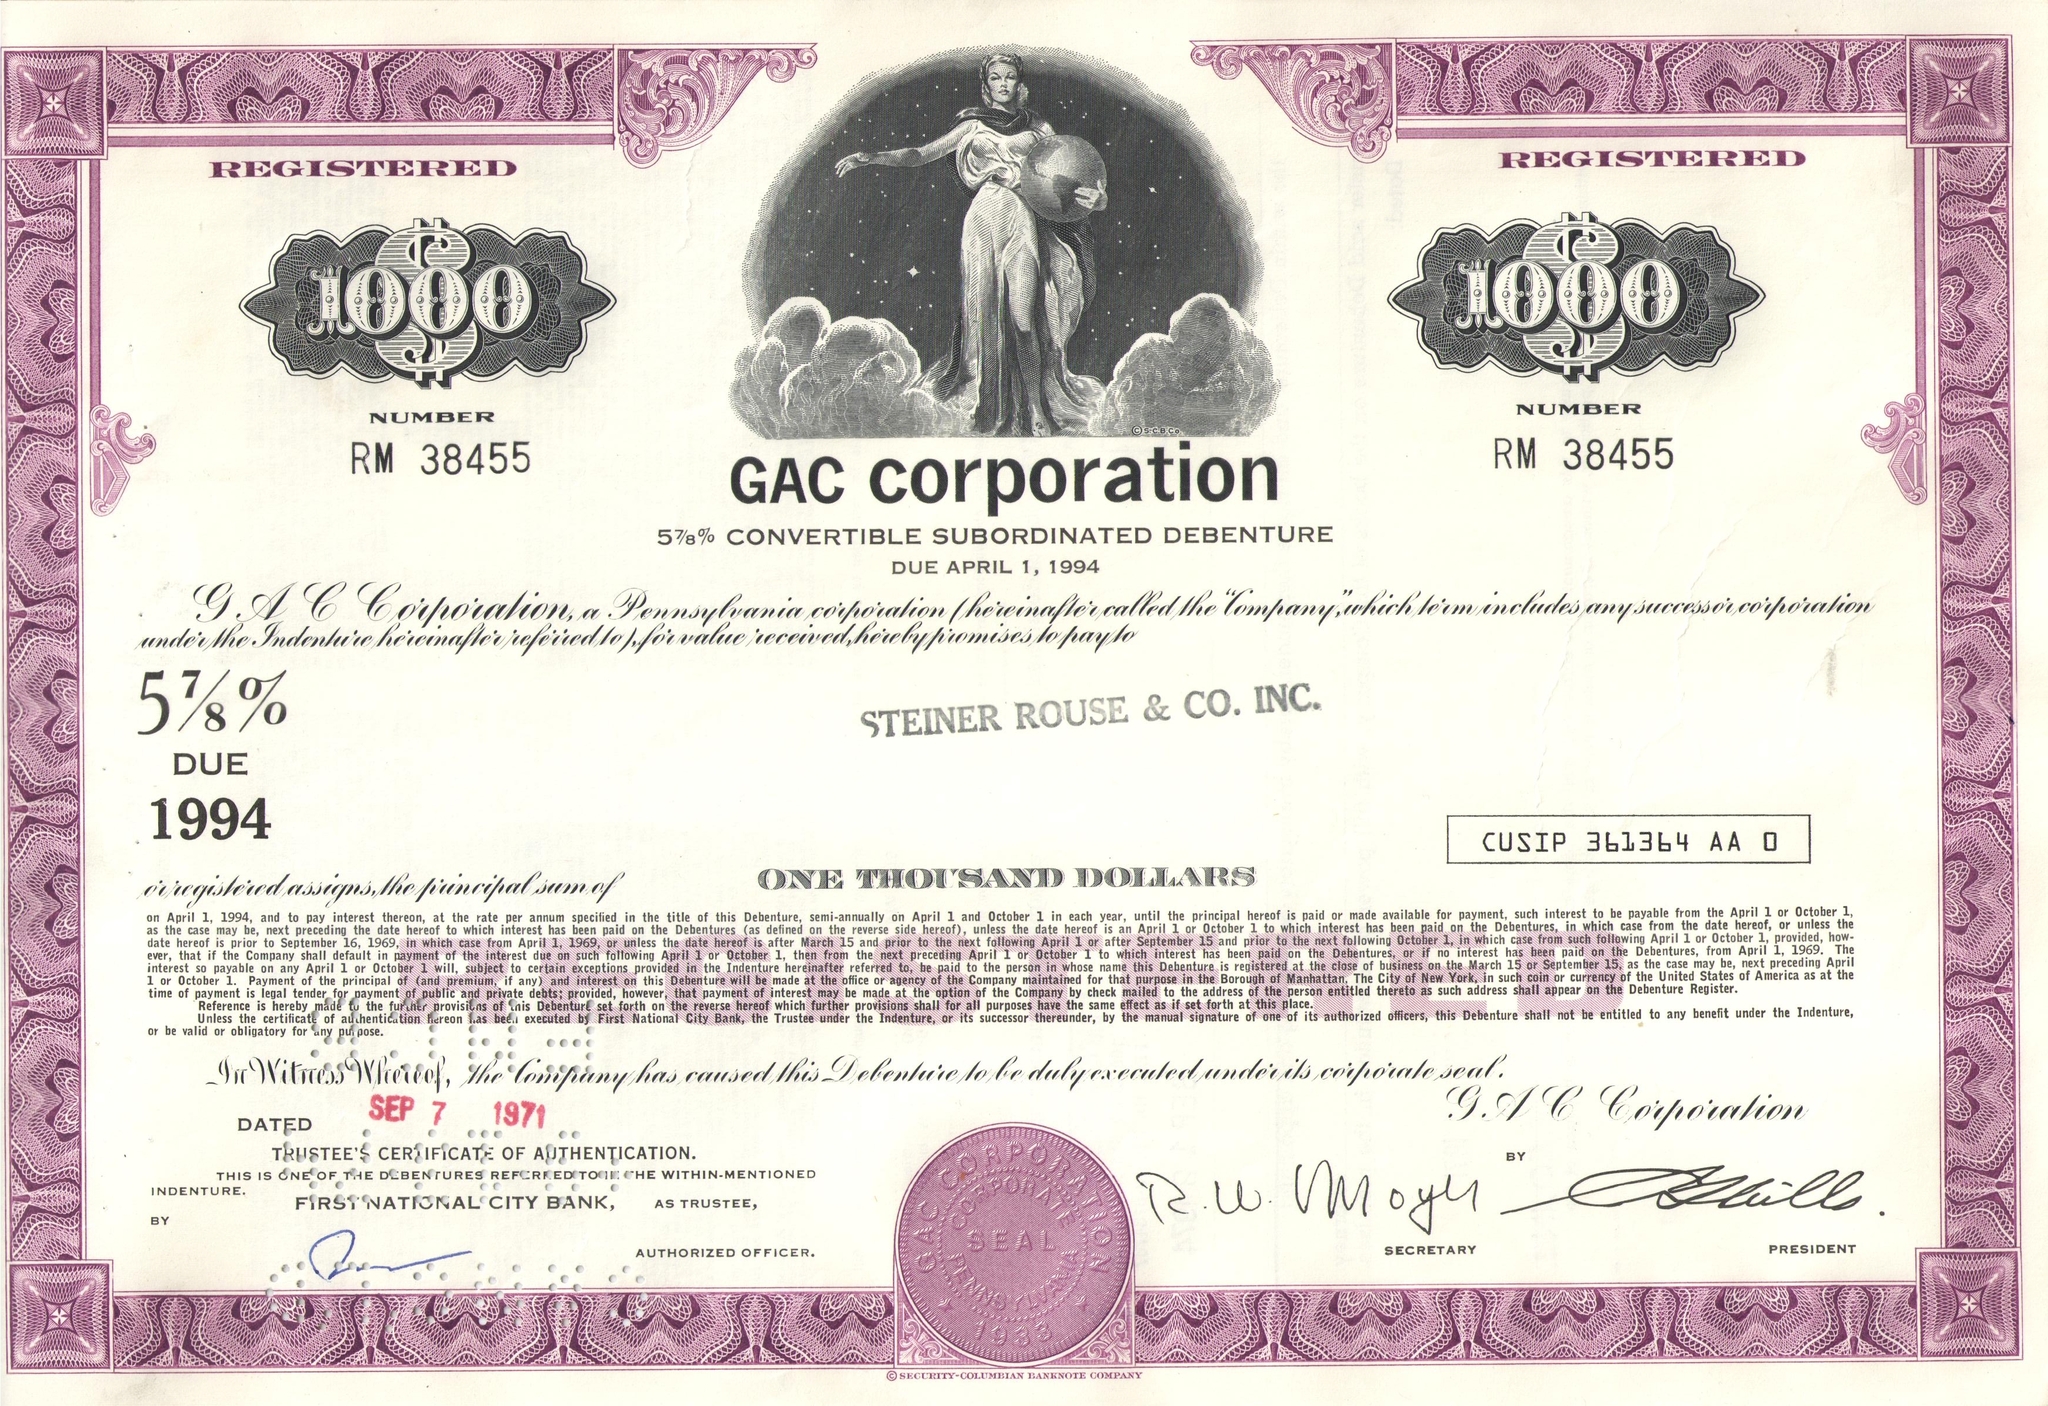 REGISTERED
REGISTERED
$1000
$1000
© S.C.B.Co.
NUMBER
NUMBER
RM 38455
RM 38455
GAC corporation
5⅞% CONVERTIBLE SUBORDINATED DEBENTURE
DUE APRIL 1, 1994
GAC Corporation, a Pennsylvania corporation (hereinafter called the "Company", which term includes any successor corporation
under the Indenture hereinafter referred to), for value received, hereby promises to pay to
5⅞%
DUE
1994
STEINER ROUSE & CO. INC.
CUSIP 361364 AA 0
or registered assigns, the principal sum of ONE THOUSAND DOLLARS
on April 1, 1994, and to pay interest thereon, at the rate per annum specified in the title of this Debenture, semi-annually on April 1 and October 1 in each year, until the principal hereof is paid or made available for payment, such interest to be payable from the April 1 or October 1,
as the case may be, next preceding the date hereof to which interest has been paid on the Debentures (as defined on the reverse side hereof), unless the date hereof is an April 1 or October 1 to which interest has been paid on the Debentures, in which case from the date hereof, or unless the
date hereof is prior to September 16, 1969, in which case from April 1, 1969, or unless the date hereof is after March 15 and prior to the next following April 1 or after September 15 and prior to the next following October 1, in which case from such following April 1 or October 1, provided, how-
ever, that if the Company shall default in payment of the interest due on such following April 1 or October 1, then from the next preceding April 1 or October 1 to which interest has been paid on the Debentures, or if no interest has been paid on the Debentures, from April 1, 1969. The
interest so payable on any April 1 or October 1 will, subject to certain exceptions provided in the Indenture hereinafter referred to, be paid to the person in whose name this Debenture is registered at the close of business on the March 15 or September 15, as the case may be, next preceding April
1 or October 1. Payment of the principal of (and premium, if any) and interest on this Debenture will be made at the office or agency of the Company maintained for that purpose in the Borough of Manhattan, The City of New York, in such coin or currency of the United States of America as at the
time of payment is legal tender for payment of public and private debts; provided, however, that payment of interest may be made at the option of the Company by check mailed to the address of the person entitled thereto as such address shall appear on the Debenture Register.
Reference is hereby made to the further provisions of this Debenture set forth on the reverse hereof which further provisions shall for all purposes have the same effect as if set forth at this place.
Unless the certificate of authentication hereon has been executed by First National City Bank, the Trustee under the Indenture, or its successor thereunder, by the manual signature of one of its authorized officers, this Debenture shall not be entitled to any benefit under the Indenture,
or be valid or obligatory for any purpose.
In Witness Whereof, the Company has caused this Debenture to be duly executed under its corporate seal.
GAC Corporation
DATED SEP 7 1971
TRUSTEE'S CERTIFICATE OF AUTHENTICATION.
THIS IS ONE OF THE DEBENTURES REFERRED TO IN THE WITHIN-MENTIONED
INDENTURE.
FIRST NATIONAL CITY BANK, AS TRUSTEE,
BY
AUTHORIZED OFFICER.
GAC CORPORATION
CORPORATE
SEAL
PENNSYLVANIA
1933
BY
R. W. Moyer
SECRETARY
S H Wills.
PRESIDENT
© SECURITY-COLUMBIAN BANKNOTE COMPANY